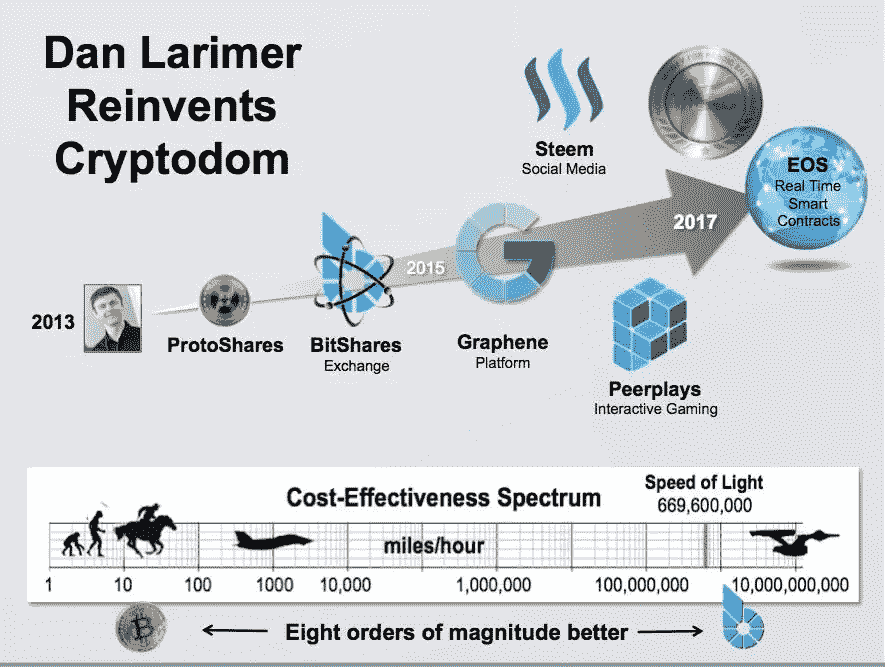 Dan Larimer
Reinvents
Cryptodom
Steem
Social Media
EOS
Real Time
Smart
Contracts
2017
2015
2013
ProtoShares
BitShares
Exchange
Graphene
Platform
Peerplays
Interactive Gaming
Cost-Effectiveness Spectrum
Speed of Light
669,600,000
miles/hour
1 10 100 1000 10,000 1,000,000 100,000,000 10,000,000,000
Eight orders of magnitude better